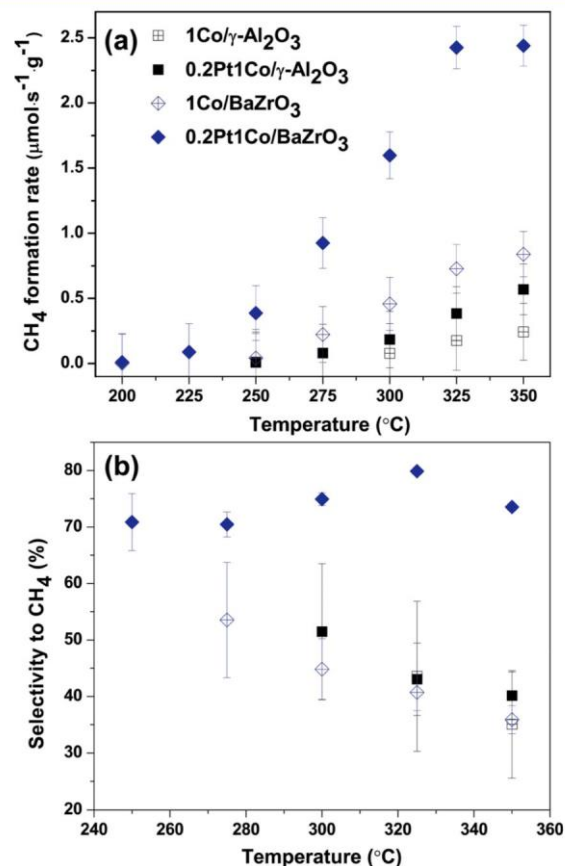 (a)
1Co/γ-Al2O3
0.2Pt1Co/γ-Al2O3
1Co/BaZrO3
0.2Pt1Co/BaZrO3
CH4 formation rate (μmol·s-1·g-1)
2.5
2.0
1.5
1.0
0.5
0.0
200 225 250 275 300 325 350
Temperature (°C)
(b)
Selectivity to CH4 (%)
80
70
60
50
40
30
20
240 260 280 300 320 340 360
Temperature (°C)